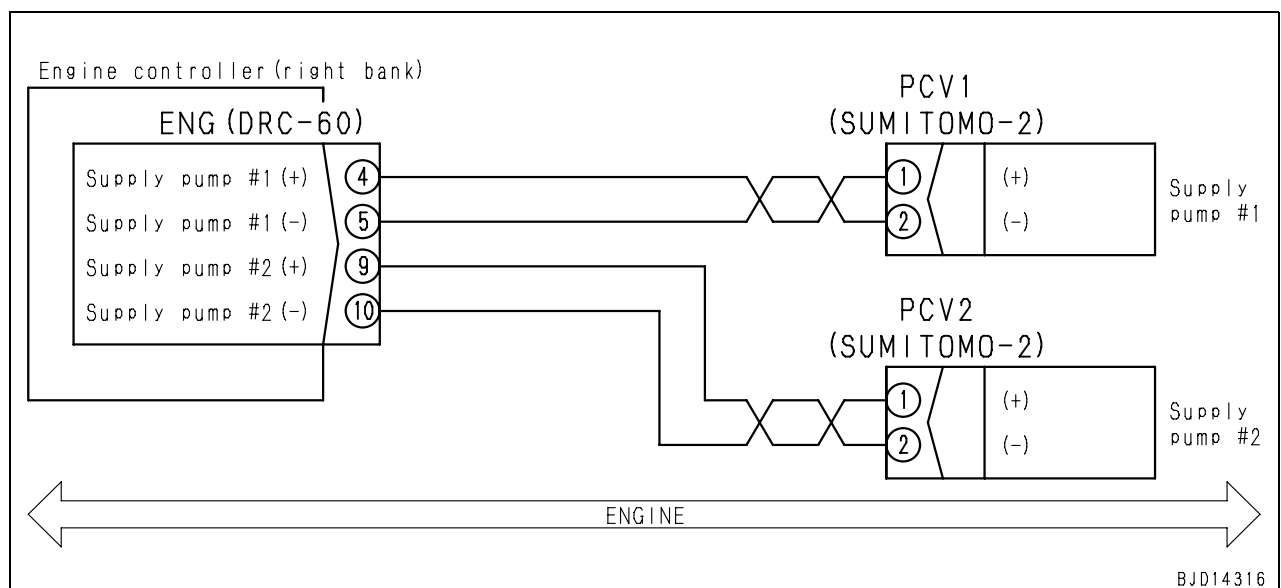 Engine controller (right bank)
ENG (DRC-60)
Supply pump #1 (+) 4
Supply pump #1 (-) 5
Supply pump #2 (+) 9
Supply pump #2 (-) 10
PCV1
(SUMITOMO-2)
1 (+)
2 (-)
Supply
pump #1
PCV2
(SUMITOMO-2)
1 (+)
2 (-)
Supply
pump #2
ENGINE
BJD14316